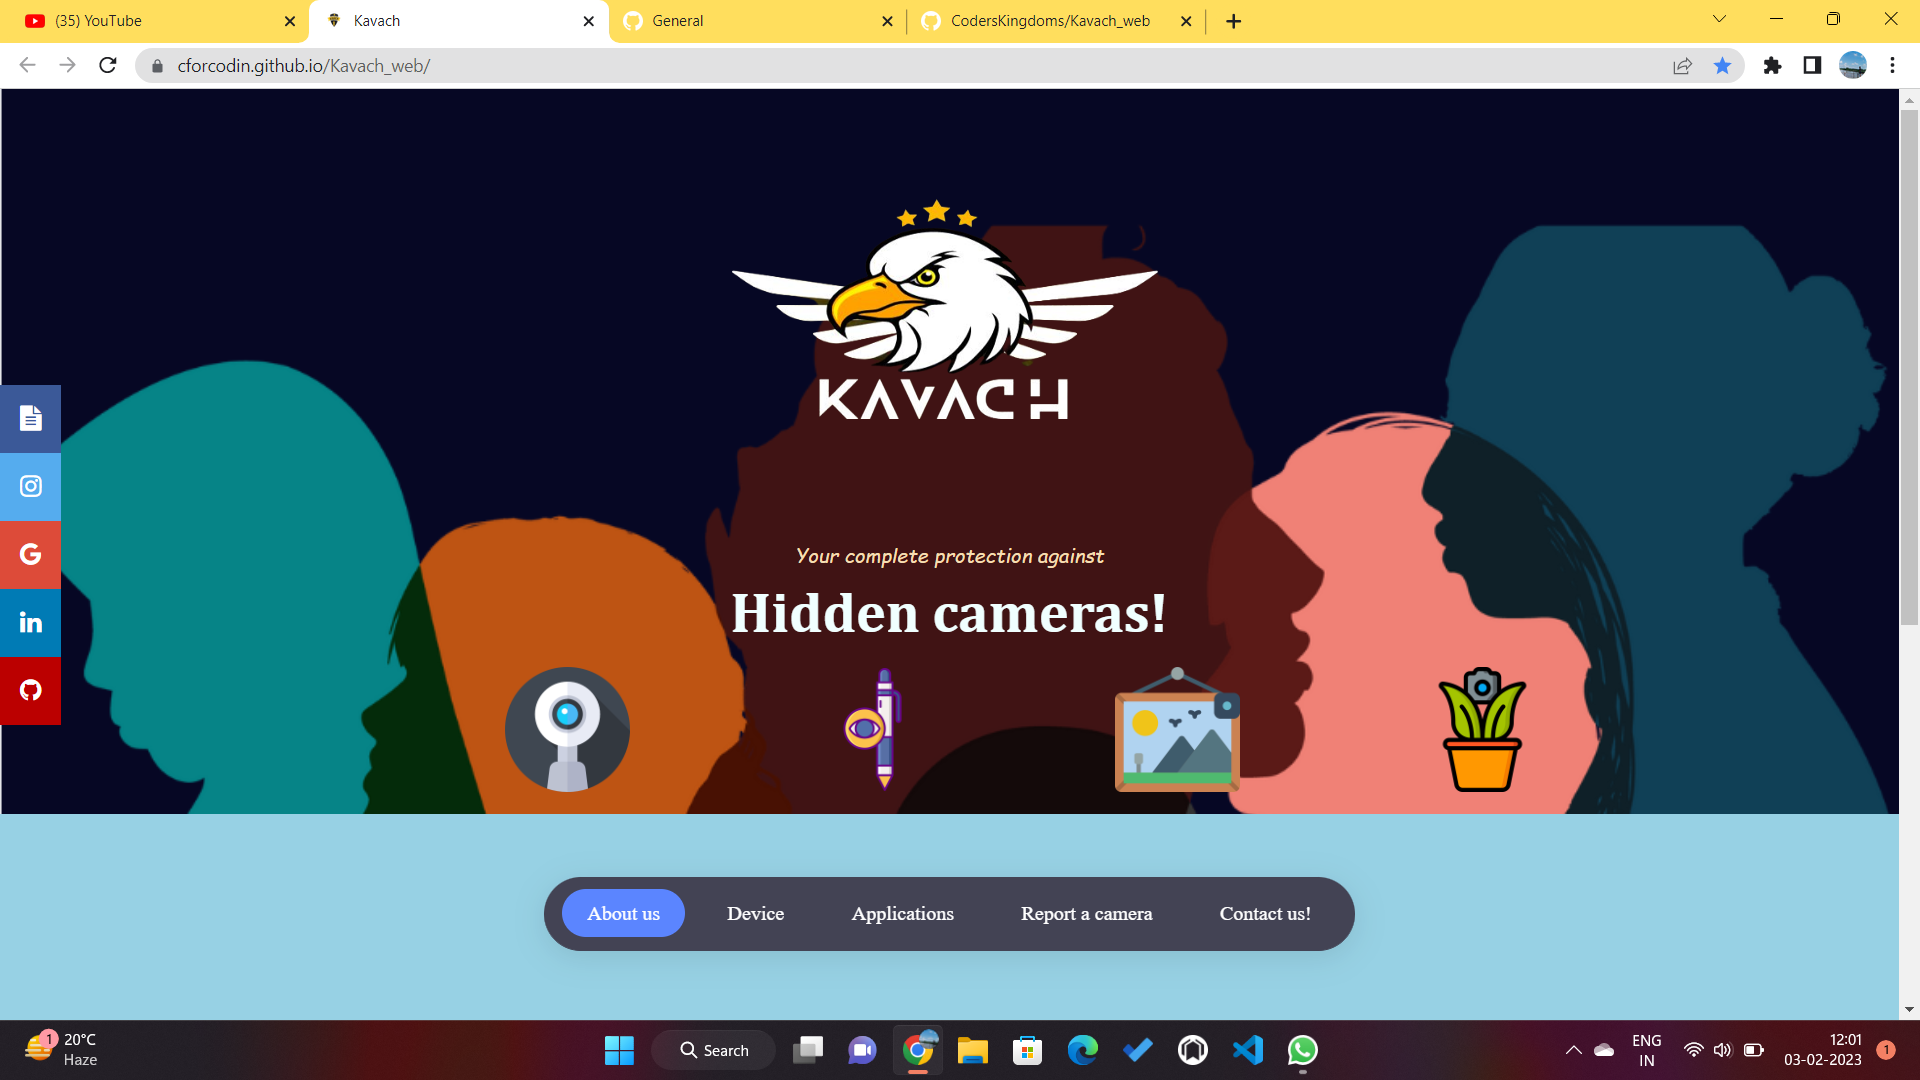 (35) YouTube
Kavach
General
CodersKingdoms/Kavach_web
cforcodin.github.io/Kavach_web/
KAVACH
Your complete protection against
Hidden cameras!
About us
Device
Applications
Report a camera
Contact us!
1
20°C
Haze
Search
ENG
IN
12:01
03-02-2023
1